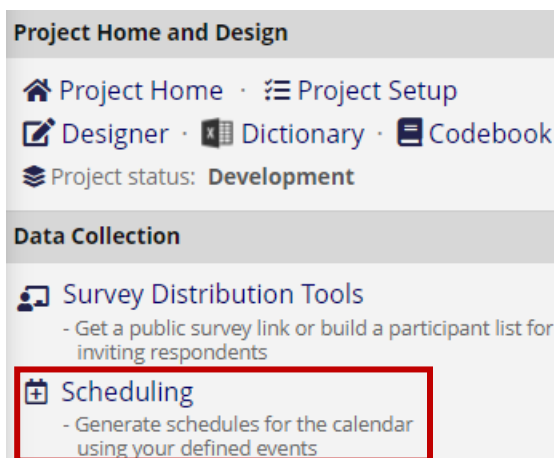 Project Home and Design
Project Home · Project Setup
Designer · Dictionary · Codebook
Project status: Development
Data Collection
Survey Distribution Tools
- Get a public survey link or build a participant list for
inviting respondents
Scheduling
- Generate schedules for the calendar
using your defined events